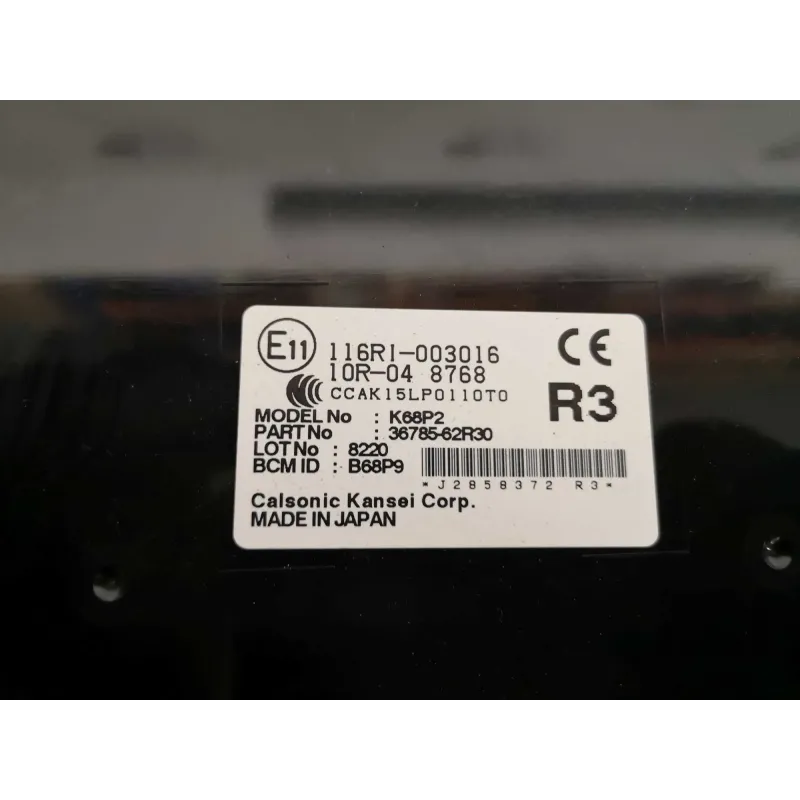 E11 116RI-003016 CE
10R-04 8768
CCAK15LP0110T0 R3
MODEL No : K68P2
PART No : 36785-62R30
LOT No : 8220
BCM ID : B68P9
*J2858372 R3*
Calsonic Kansei Corp.
MADE IN JAPAN